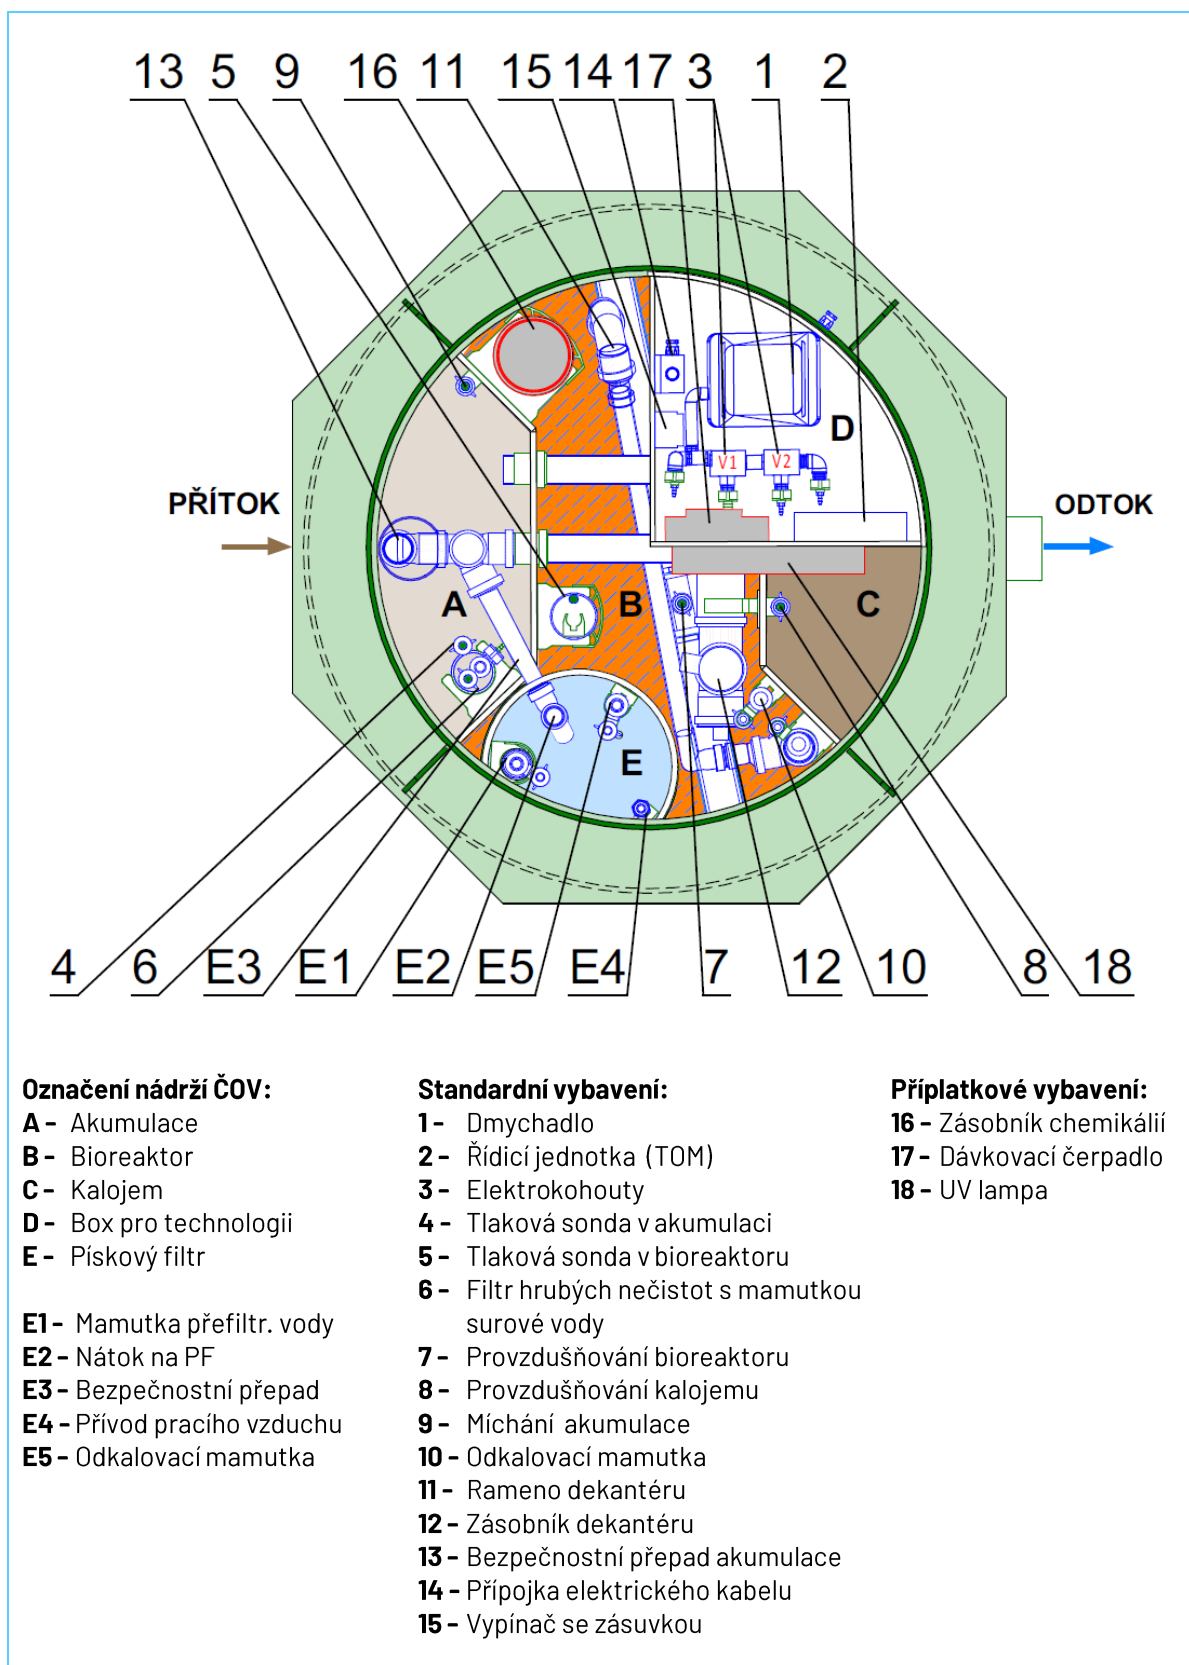 13 5 9 16 11 15 14 17 3 1 2
D
V1 V2
PŘÍTOK
ODTOK
A
B
C
E
4 6 E3 E1 E2 E5 E4 7 12 10 8 18
Označení nádrží ČOV:
A - Akumulace
B - Bioreaktor
C - Kalojem
D - Box pro technologii
E - Pískový filtr
E1 - Mamutka přefiltr. vody
E2 - Nátok na PF
E3 - Bezpečnostní přepad
E4 - Přívod pracího vzduchu
E5 - Odkalovací mamutka
Standardní vybavení:
1 - Dmychadlo
2 - Řídicí jednotka (TOM)
3 - Elektrokohouty
4 - Tlaková sonda v akumulaci
5 - Tlaková sonda v bioreaktoru
6 - Filtr hrubých nečistot s mamutkou
surové vody
7 - Provzdušňování bioreaktoru
8 - Provzdušňování kalojemu
9 - Míchání akumulace
10 - Odkalovací mamutka
11 - Rameno dekantéru
12 - Zásobník dekantéru
13 - Bezpečnostní přepad akumulace
14 - Přípojka elektrického kabelu
15 - Vypínač se zásuvkou
Příplatkové vybavení:
16 - Zásobník chemikálií
17 - Dávkovací čerpadlo
18 - UV lampa